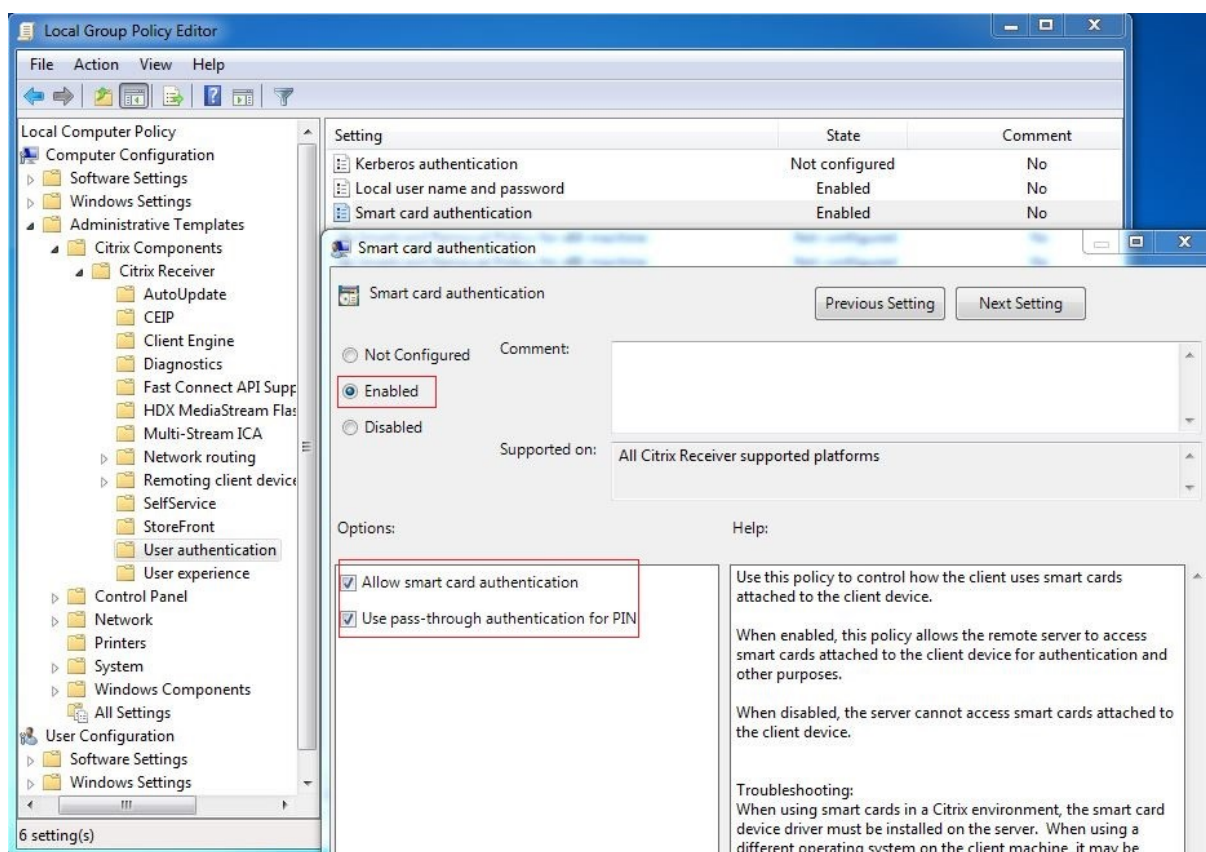 Local Group Policy Editor
File Action View Help
Local Computer Policy
Computer Configuration
Software Settings
Windows Settings
Administrative Templates
Citrix Components
Citrix Receiver
AutoUpdate
CEIP
Client Engine
Diagnostics
Fast Connect API Supp
HDX MediaStream Flas
Multi-Stream ICA
Network routing
Remoting client device
SelfService
StoreFront
User authentication
User experience
Control Panel
Network
Printers
System
Windows Components
All Settings
User Configuration
Software Settings
Windows Settings
6 setting(s)
Setting State Comment
Kerberos authentication Not configured No
Local user name and password Enabled No
Smart card authentication Enabled No
Smart card authentication
Smart card authentication
Previous Setting Next Setting
Not Configured
Enabled
Disabled
Comment:
Supported on: All Citrix Receiver supported platforms
Options:
Allow smart card authentication
Use pass-through authentication for PIN
Help:
Use this policy to control how the client uses smart cards
attached to the client device.
When enabled, this policy allows the remote server to access
smart cards attached to the client device for authentication and
other purposes.
When disabled, the server cannot access smart cards attached to
the client device.
Troubleshooting:
When using smart cards in a Citrix environment, the smart card
device driver must be installed on the server. When using a
different operating system on the client machine, it may be